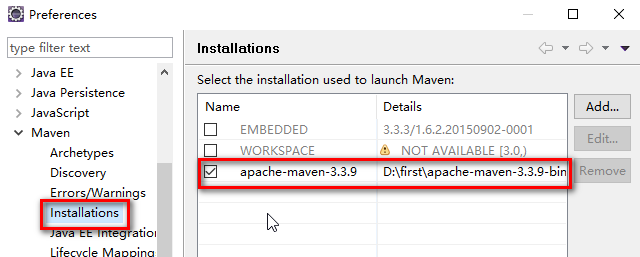 Preferences
type filter text
Java EE
Java Persistence
JavaScript
Maven
Archetypes
Discovery
Errors/Warnings
Installations
Java EE Integration
Lifecycle Mapping
Installations
Select the installation used to launch Maven:
Name Details
EMBEDDED 3.3.3/1.6.2.20150902-0001
WORKSPACE NOT AVAILABLE [3.0,)
apache-maven-3.3.9 D:\first\apache-maven-3.3.9-bin
Add...
Edit...
Remove